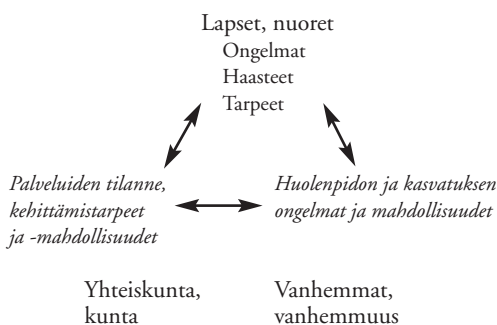 Lapset, nuoret
Ongelmat
Haasteet
Tarpeet
Palveluiden tilanne,
kehittämistarpeet
ja -mahdollisuudet
Huolenpidon ja kasvatuksen
ongelmat ja mahdollisuudet
Yhteiskunta,
kunta
Vanhemmat,
vanhemmuus